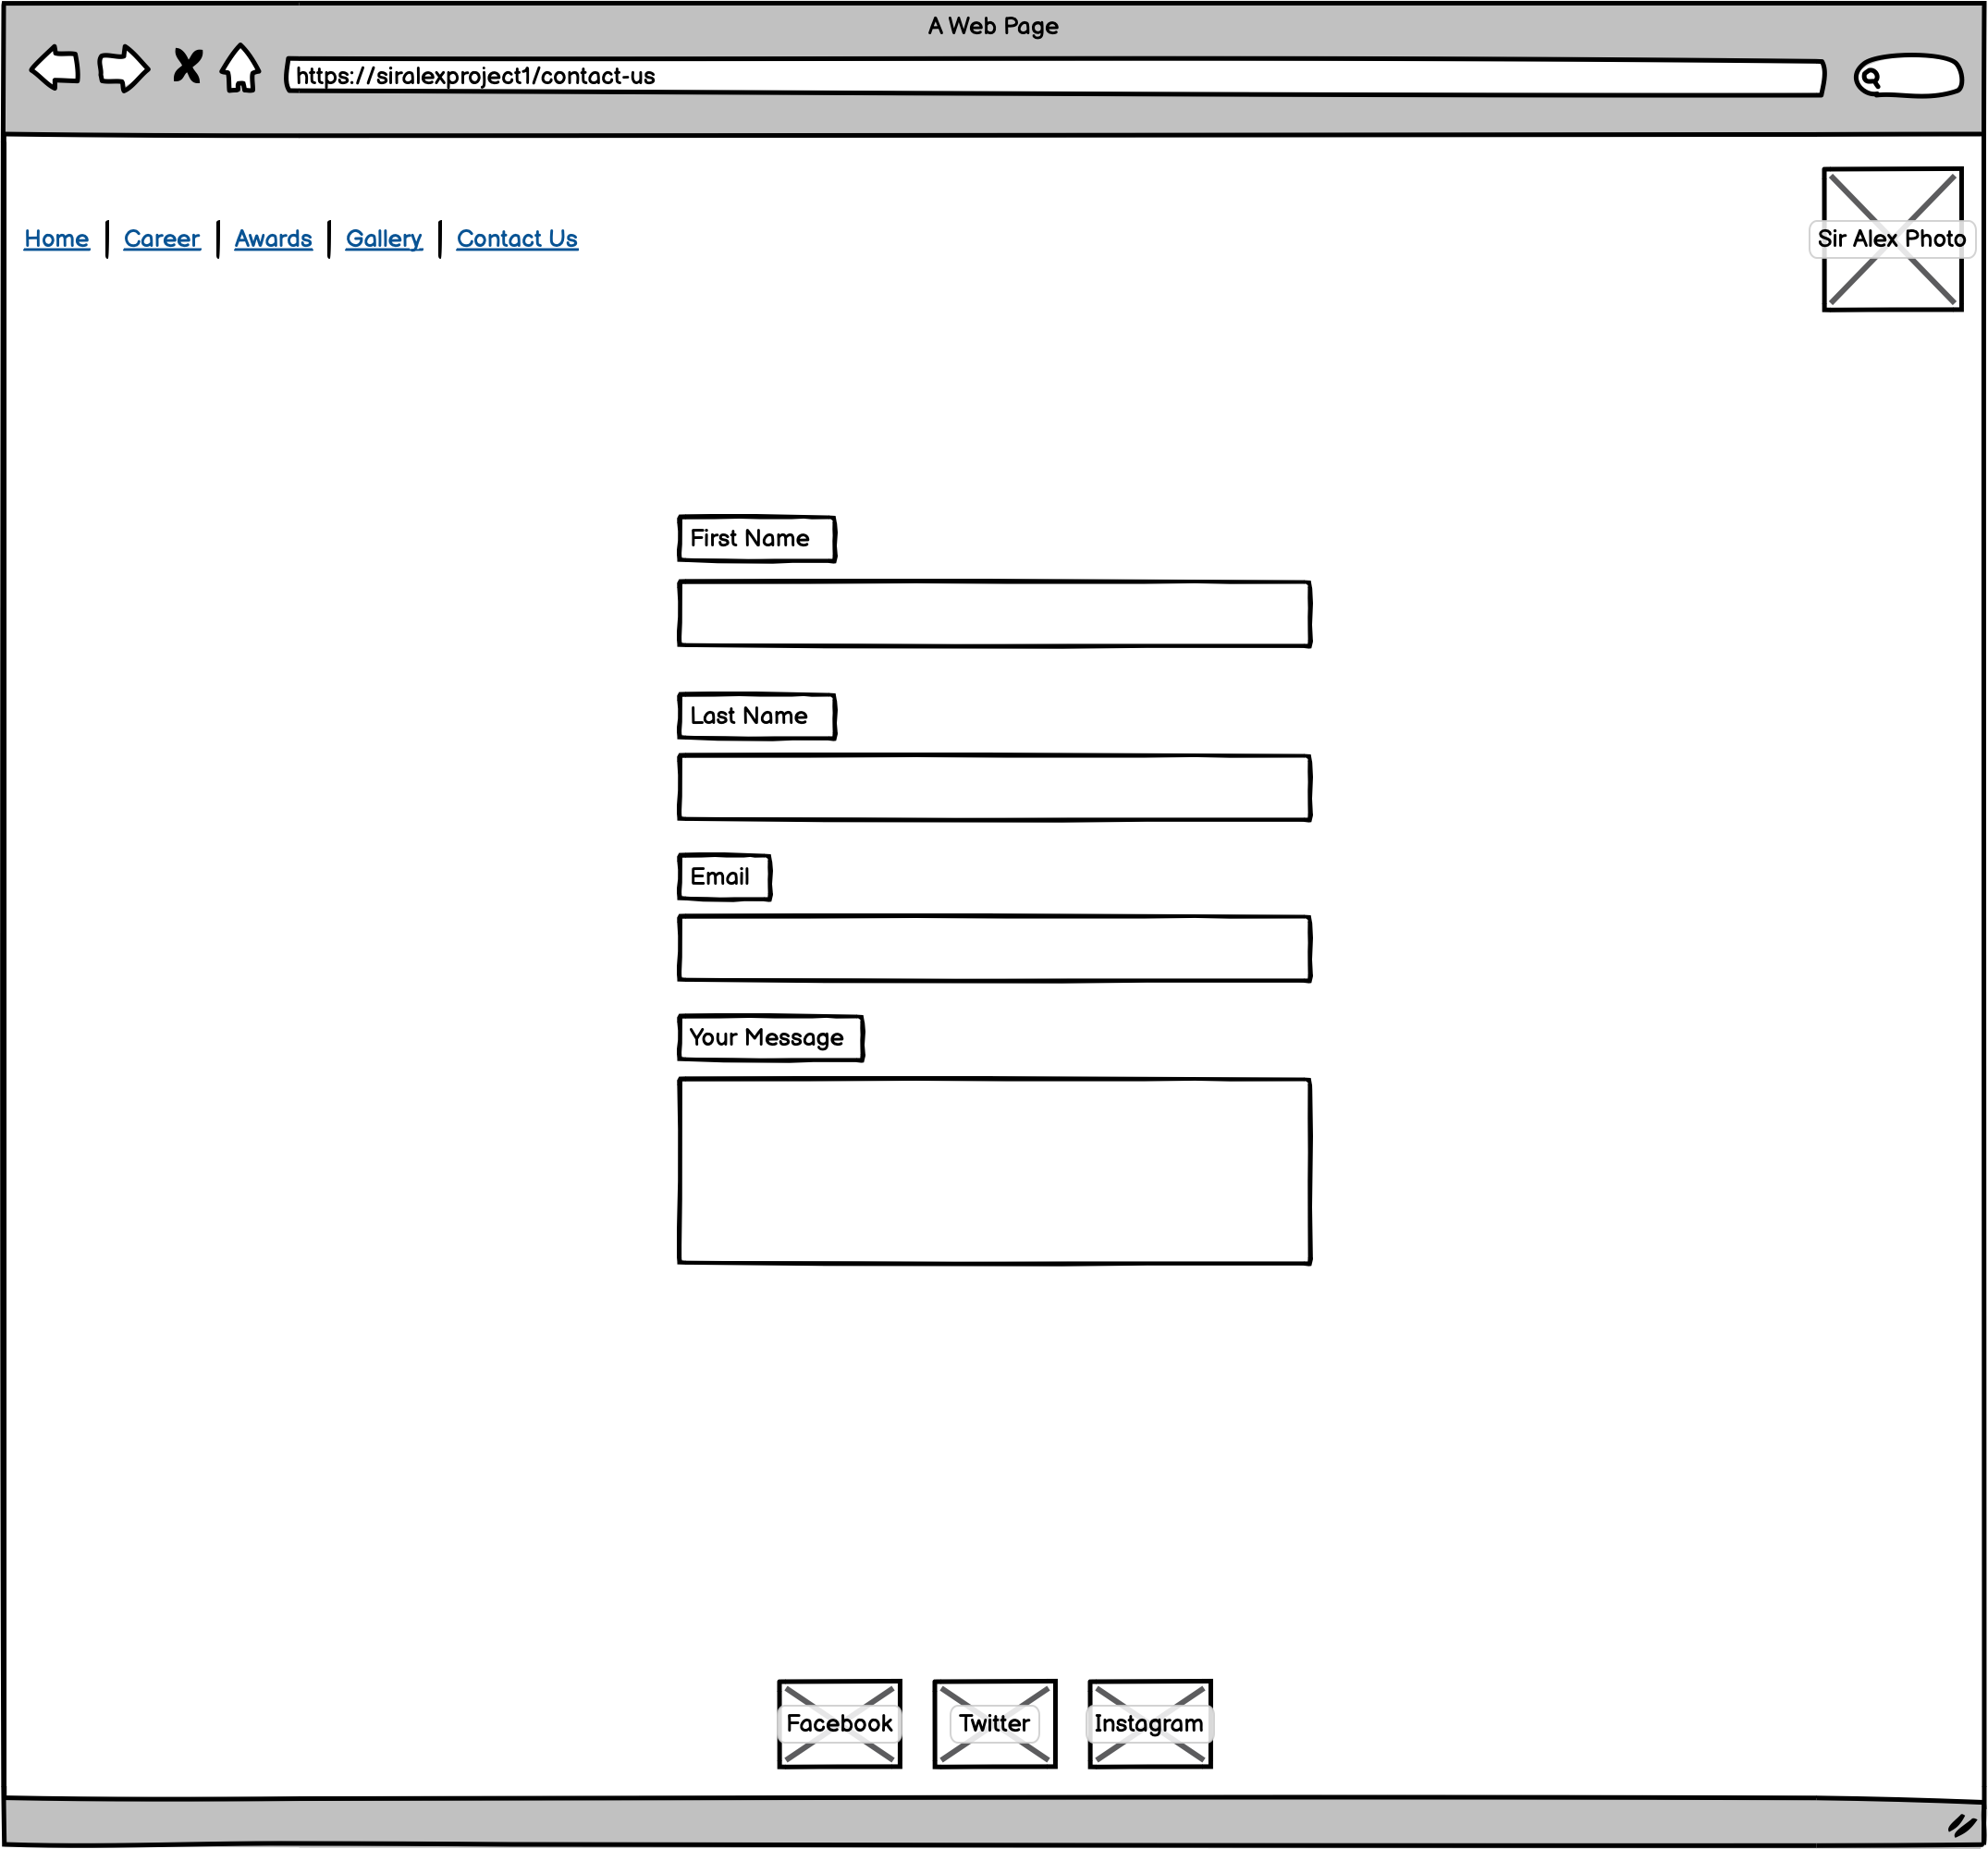 A Web Page
https://siralexproject1/contact-us
Home Career Awards Gallery Contact Us
Sir Alex Photo
First Name
Last Name
Email
Your Message
Facebook Twitter Instagram